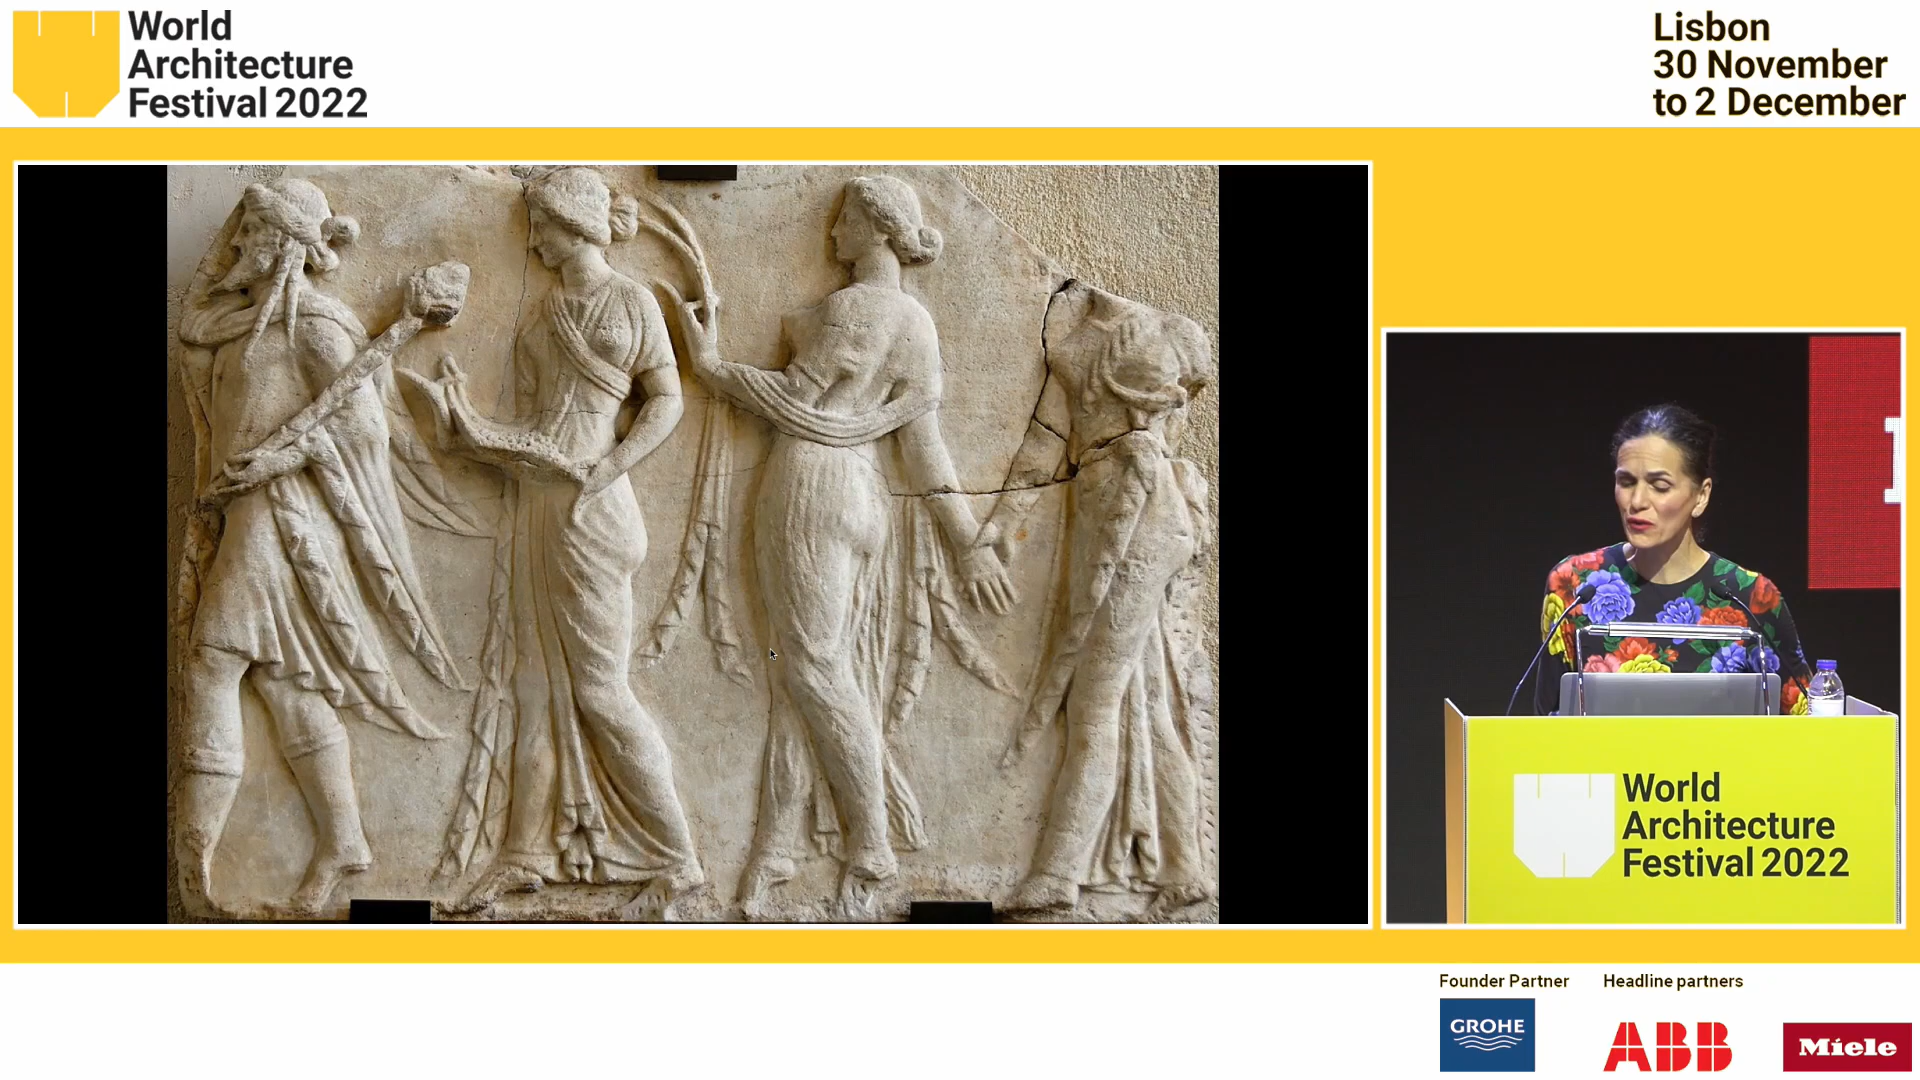 World
Architecture
Festival 2022
Lisbon
30 November
to 2 December
World
Architecture
Festival 2022
Founder Partner
Headline partners
GROHE
ABB
Miele